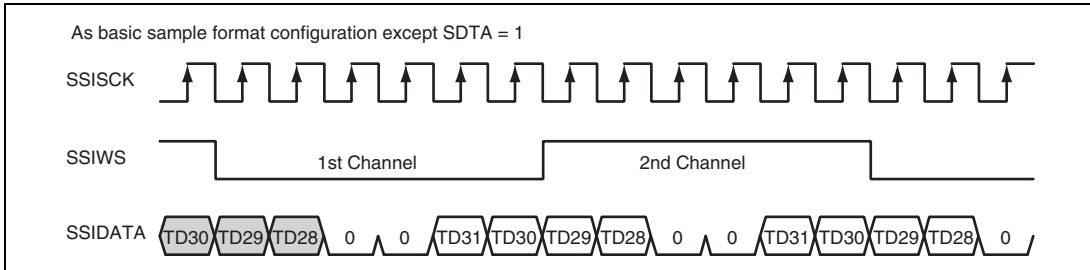 As basic sample format configuration except SDTA = 1
SSISCK
SSIWS 1st Channel 2nd Channel
SSIDATA TD30 TD29 TD28 0 0 TD31 TD30 TD29 TD28 0 0 TD31 TD30 TD29 TD28 0